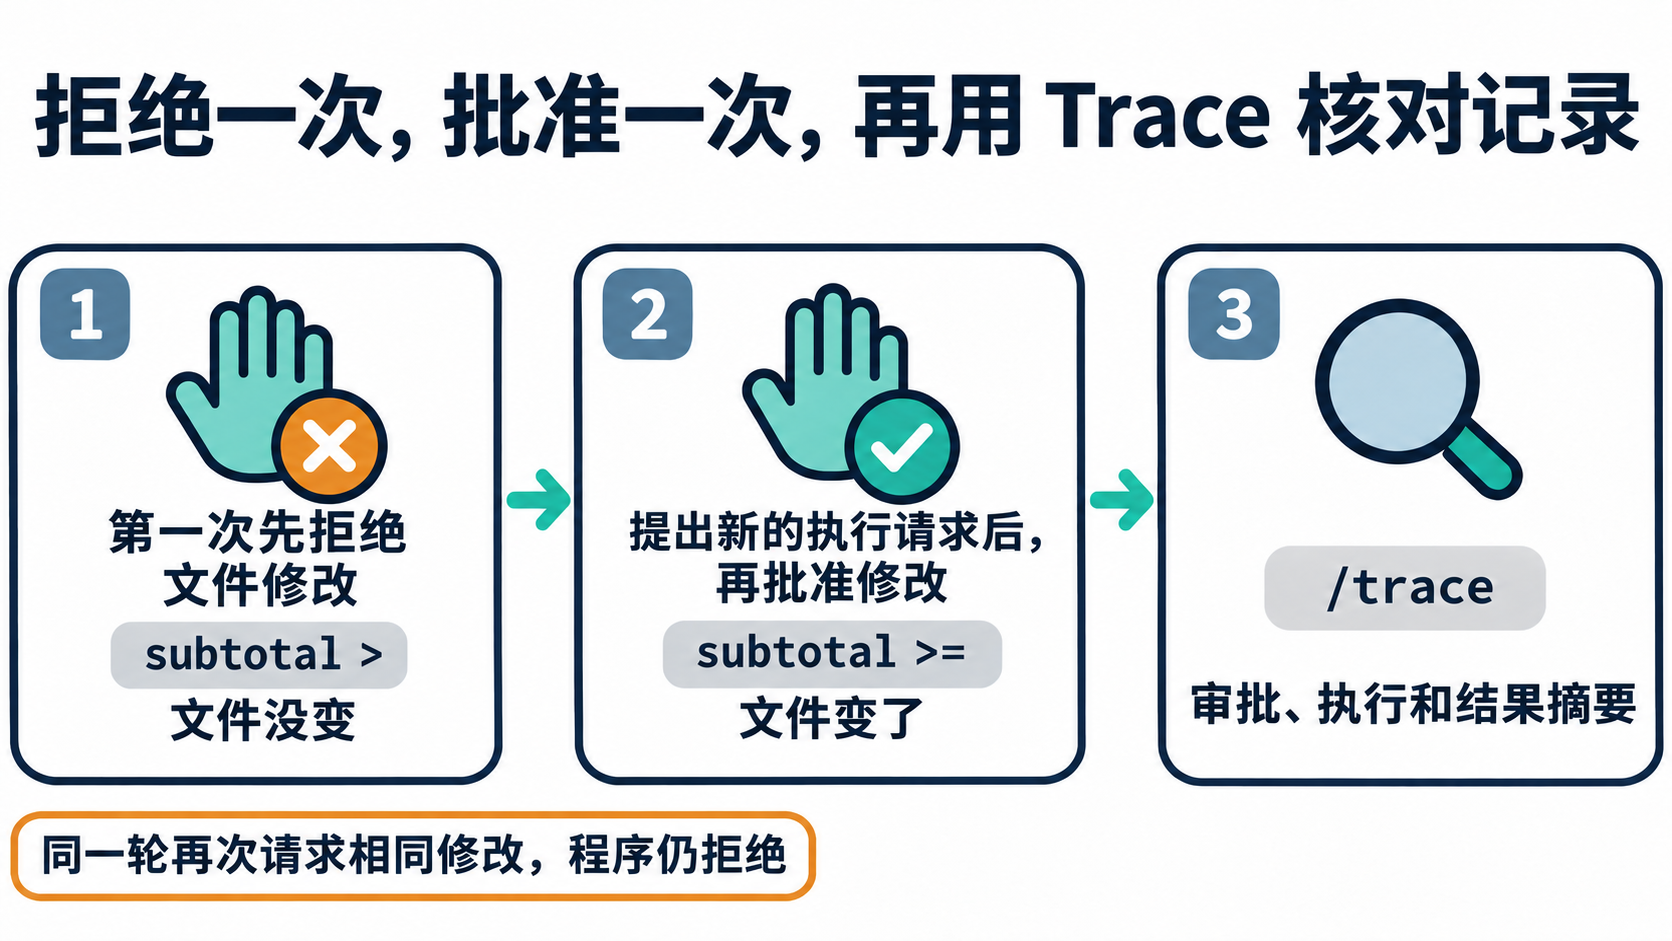 拒绝一次，批准一次，再用 Trace 核对记录
1
第一次先拒绝
文件修改
subtotal >
文件没变
2
提出新的执行请求后，
再批准修改
subtotal >=
文件变了
3
/trace
审批、执行和结果摘要
同一轮再次请求相同修改，程序仍拒绝